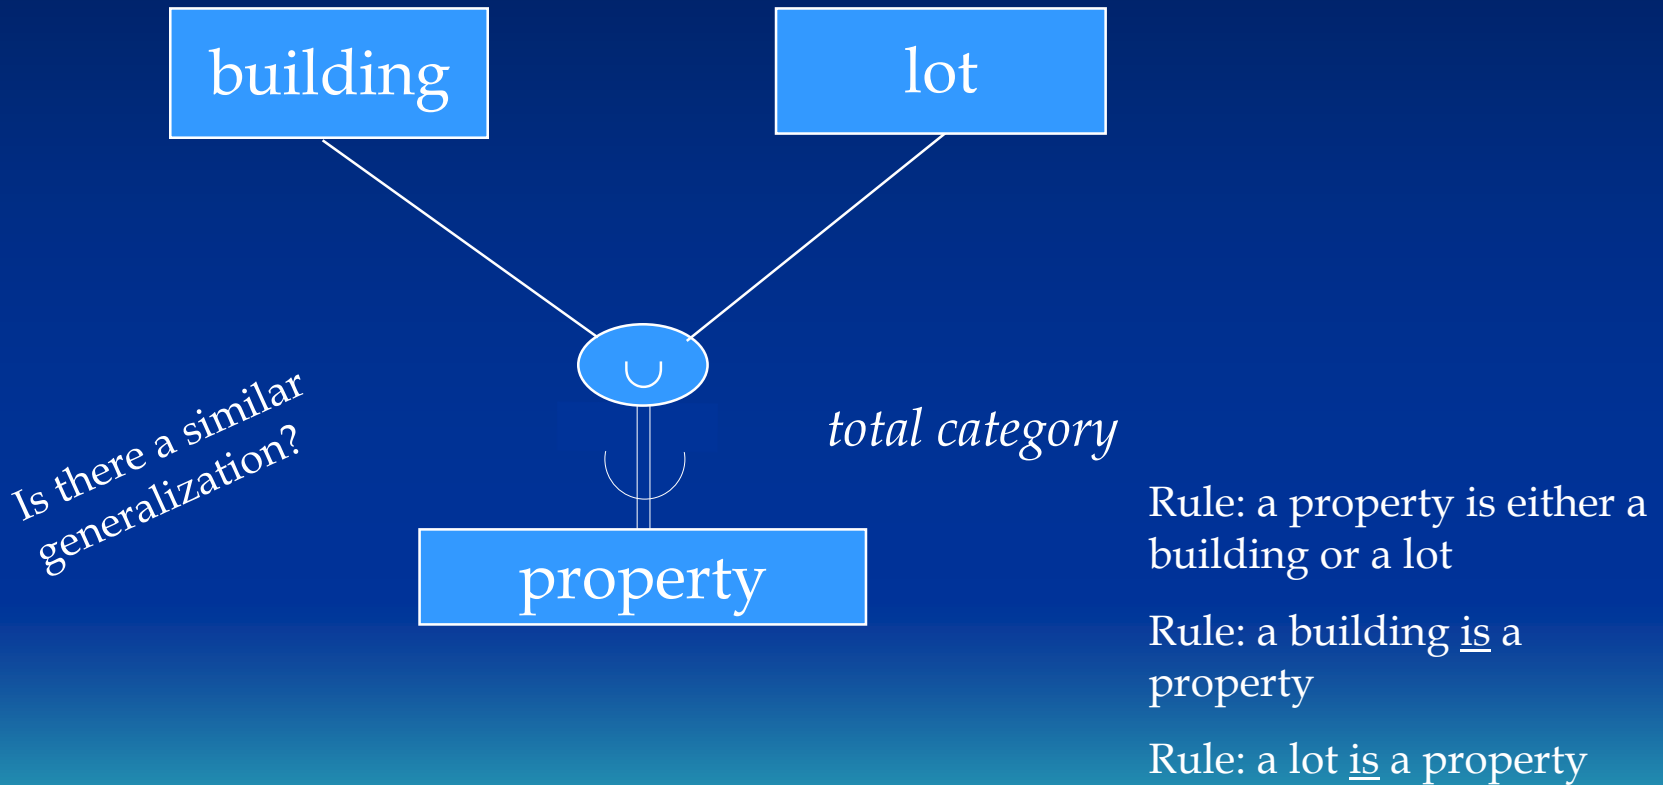 building
lot
∪
total category
Is there a similar
generalization?
property
Rule: a property is either a
building or a lot
Rule: a building is a
property
Rule: a lot is a property